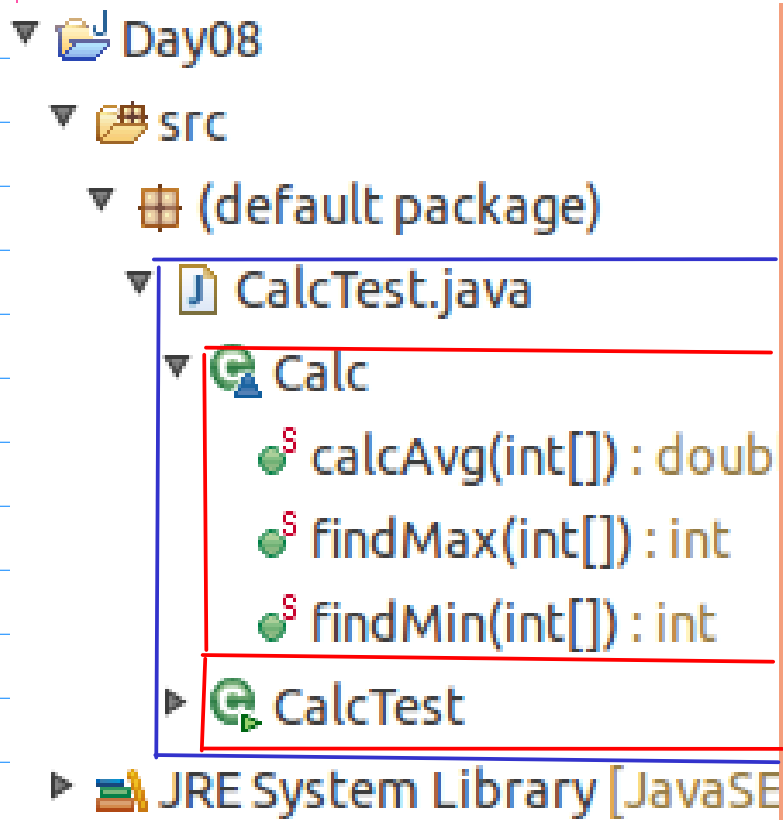 Day08
src
(default package)
CalcTest.java
Calc
calcAvg(int[]) : doub
findMax(int[]) : int
findMin(int[]) : int
CalcTest
JRE System Library [JavaSE